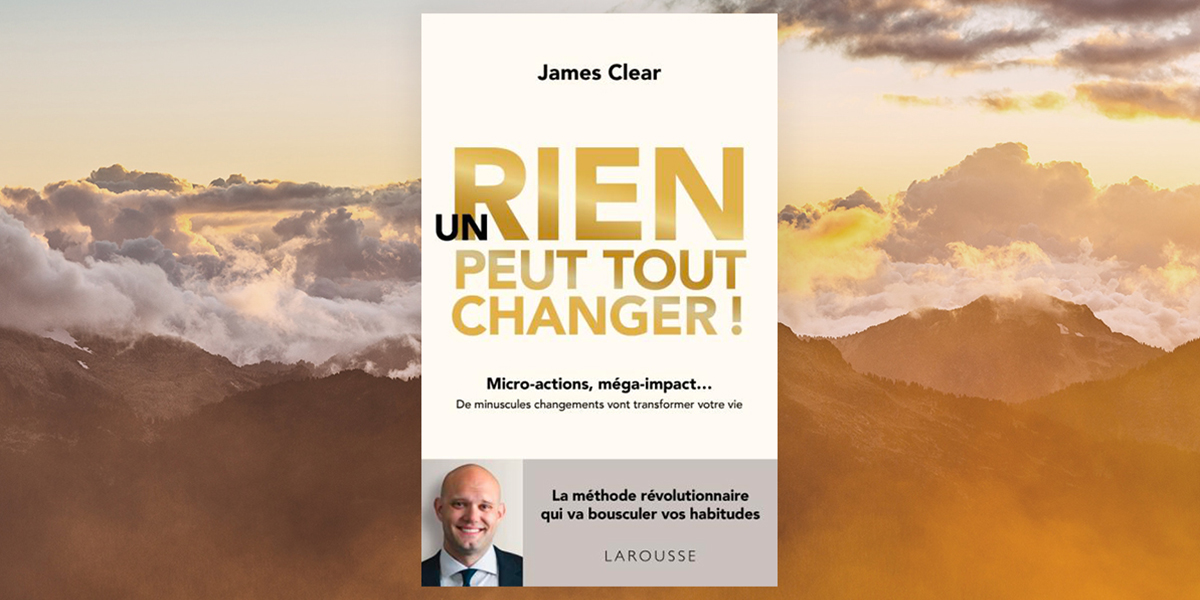 James Clear
UN RIEN
PEUT TOUT
CHANGER !
Micro-actions, méga-impact...
De minuscules changements vont transformer votre vie
La méthode révolutionnaire
qui va bousculer vos habitudes
LAROUSSE